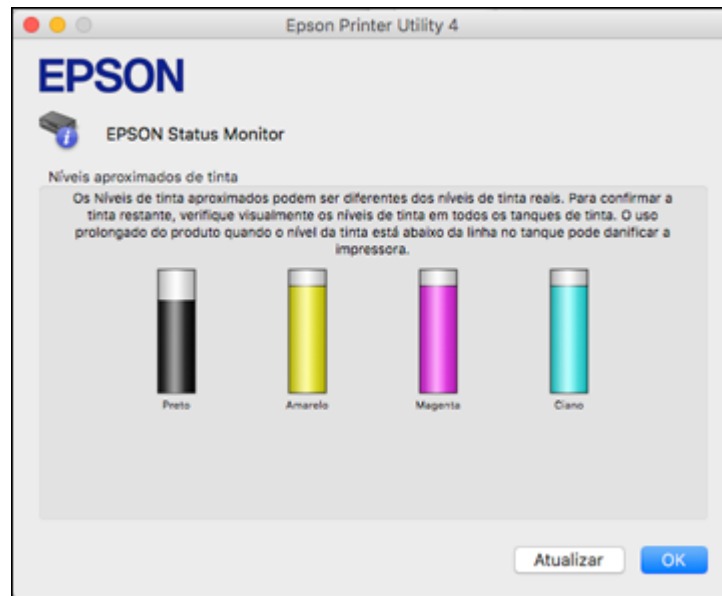 Epson Printer Utility 4
EPSON
EPSON Status Monitor
Níveis aproximados de tinta
Os Níveis de tinta aproximados podem ser diferentes dos níveis de tinta reais. Para confirmar a
tinta restante, verifique visualmente os níveis de tinta em todos os tanques de tinta. O uso
prolongado do produto quando o nível da tinta está abaixo da linha no tanque pode danificar a
impressora.
Preto
Amarelo
Magenta
Ciano
Atualizar
OK